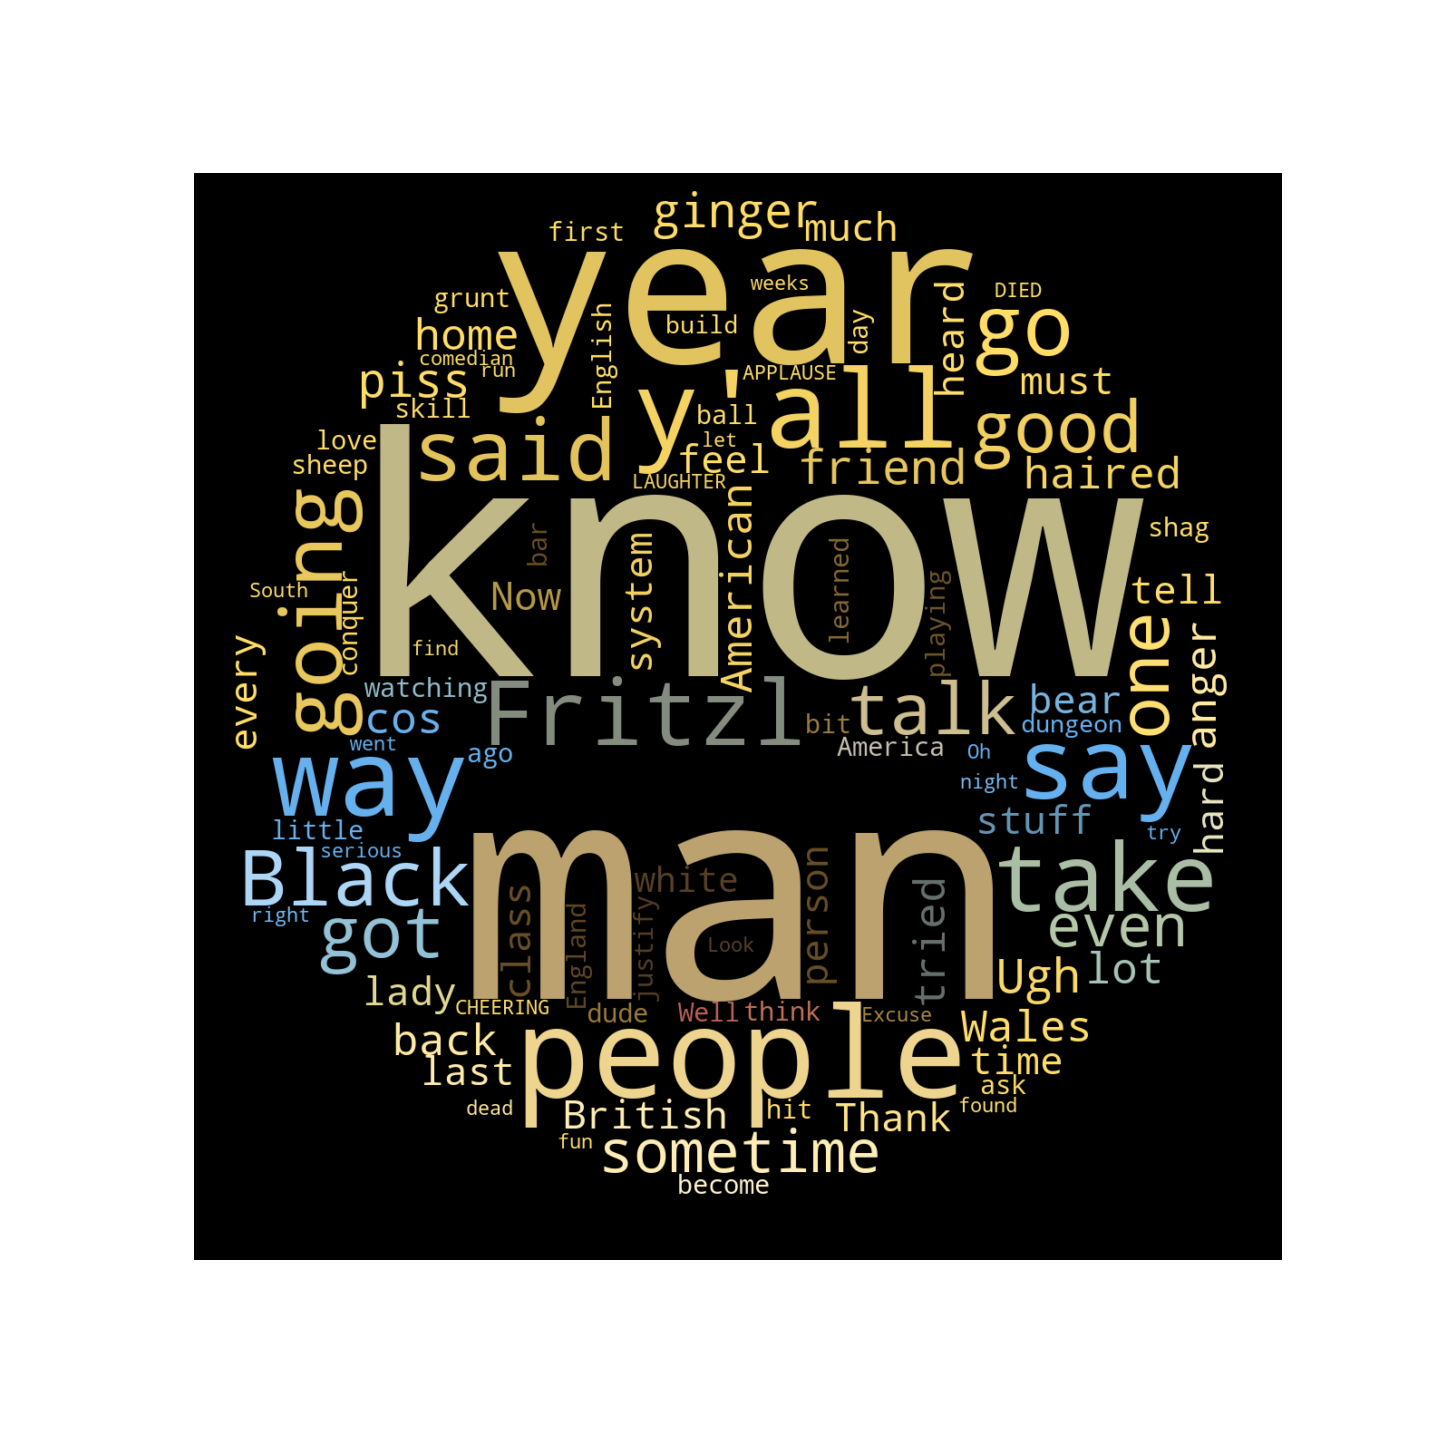 ginger
much
first
year
weeks
DIED
grunt
build
English
day
heard
go
home
comedian
run
piss
skill
y'all
APPLAUSE
must
ball
let
good
said
love
sheep
feel
friend
haired
LAUGHTER
know
going
shag
bar
system
American
learned
playing
Now
South
conquer
tell
one
find
every
anger
watching
Fritzl
talk
bear
cos
bit
dungeon
went
ago
America
Oh
say
way
night
hard
little
stuff
try
serious
man
Black
white
person
take
right
got
class
England
justify
Look
tried
even
lot
Ugh
lady
CHEERING
dude
Well
think
Excuse
Wales
back
people
time
last
ask
dead
British
hit
Thank
found
fun
sometime
become